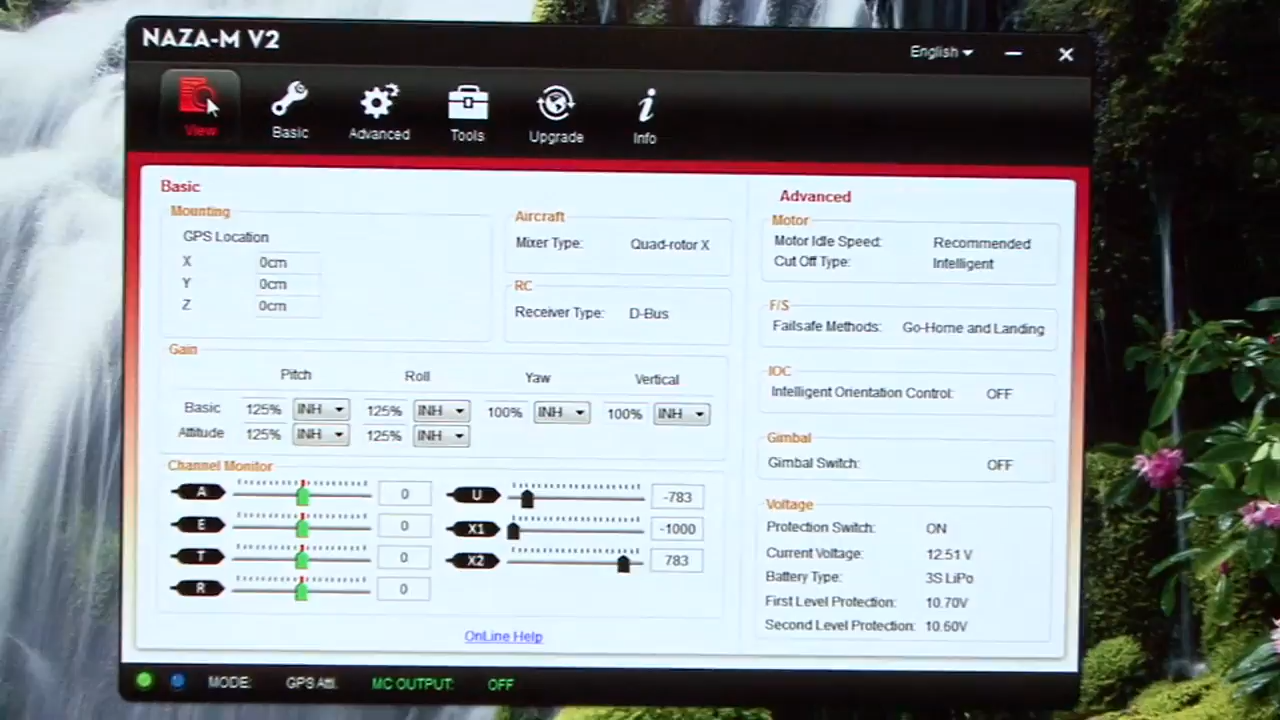 NAZA-M V2
English
View
Basic
Advanced
Tools
Upgrade
Info
Basic
Mounting
GPS Location
X 0cm
Y 0cm
Z 0cm
Aircraft
Mixer Type: Quad-rotor X
RC
Receiver Type: D-Bus
Gain
Pitch Roll Yaw Vertical
Basic 125% INH 125% INH 100% INH 100% INH
Attitude 125% INH 125% INH
Channel Monitor
A 0
E 0
T 0
R 0
U -783
X1 -1000
X2 783
OnLine Help
Advanced
Motor
Motor Idle Speed: Recommended
Cut Off Type: Intelligent
F/S
Failsafe Methods: Go-Home and Landing
IOC
Intelligent Orientation Control: OFF
Gimbal
Gimbal Switch: OFF
Voltage
Protection Switch: ON
Current Voltage: 12.51 V
Battery Type: 3S LiPo
First Level Protection: 10.70V
Second Level Protection: 10.60V
MODE: GPS Atti. MC OUTPUT: OFF